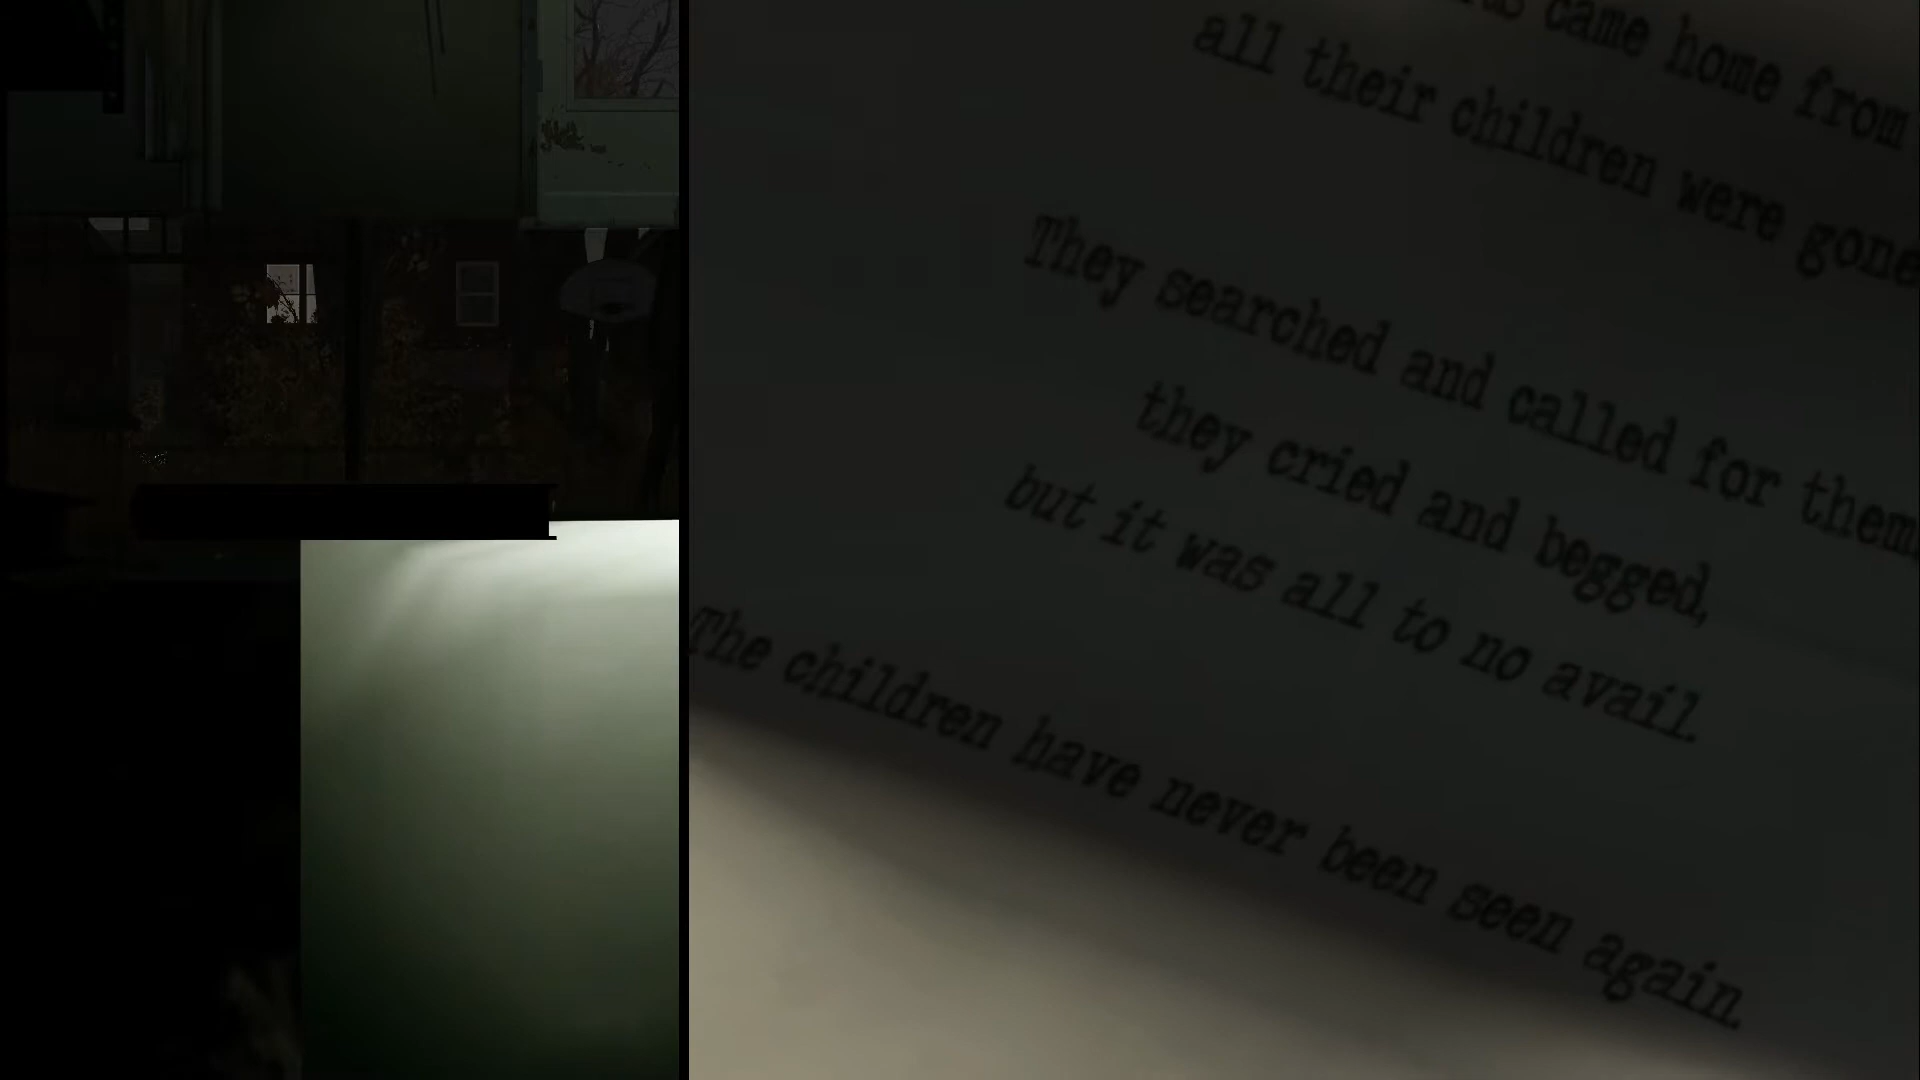 came home from
all their children were gone
They searched and called for them,
they cried and begged,
but it was all to no avail.
The children have never been seen again.